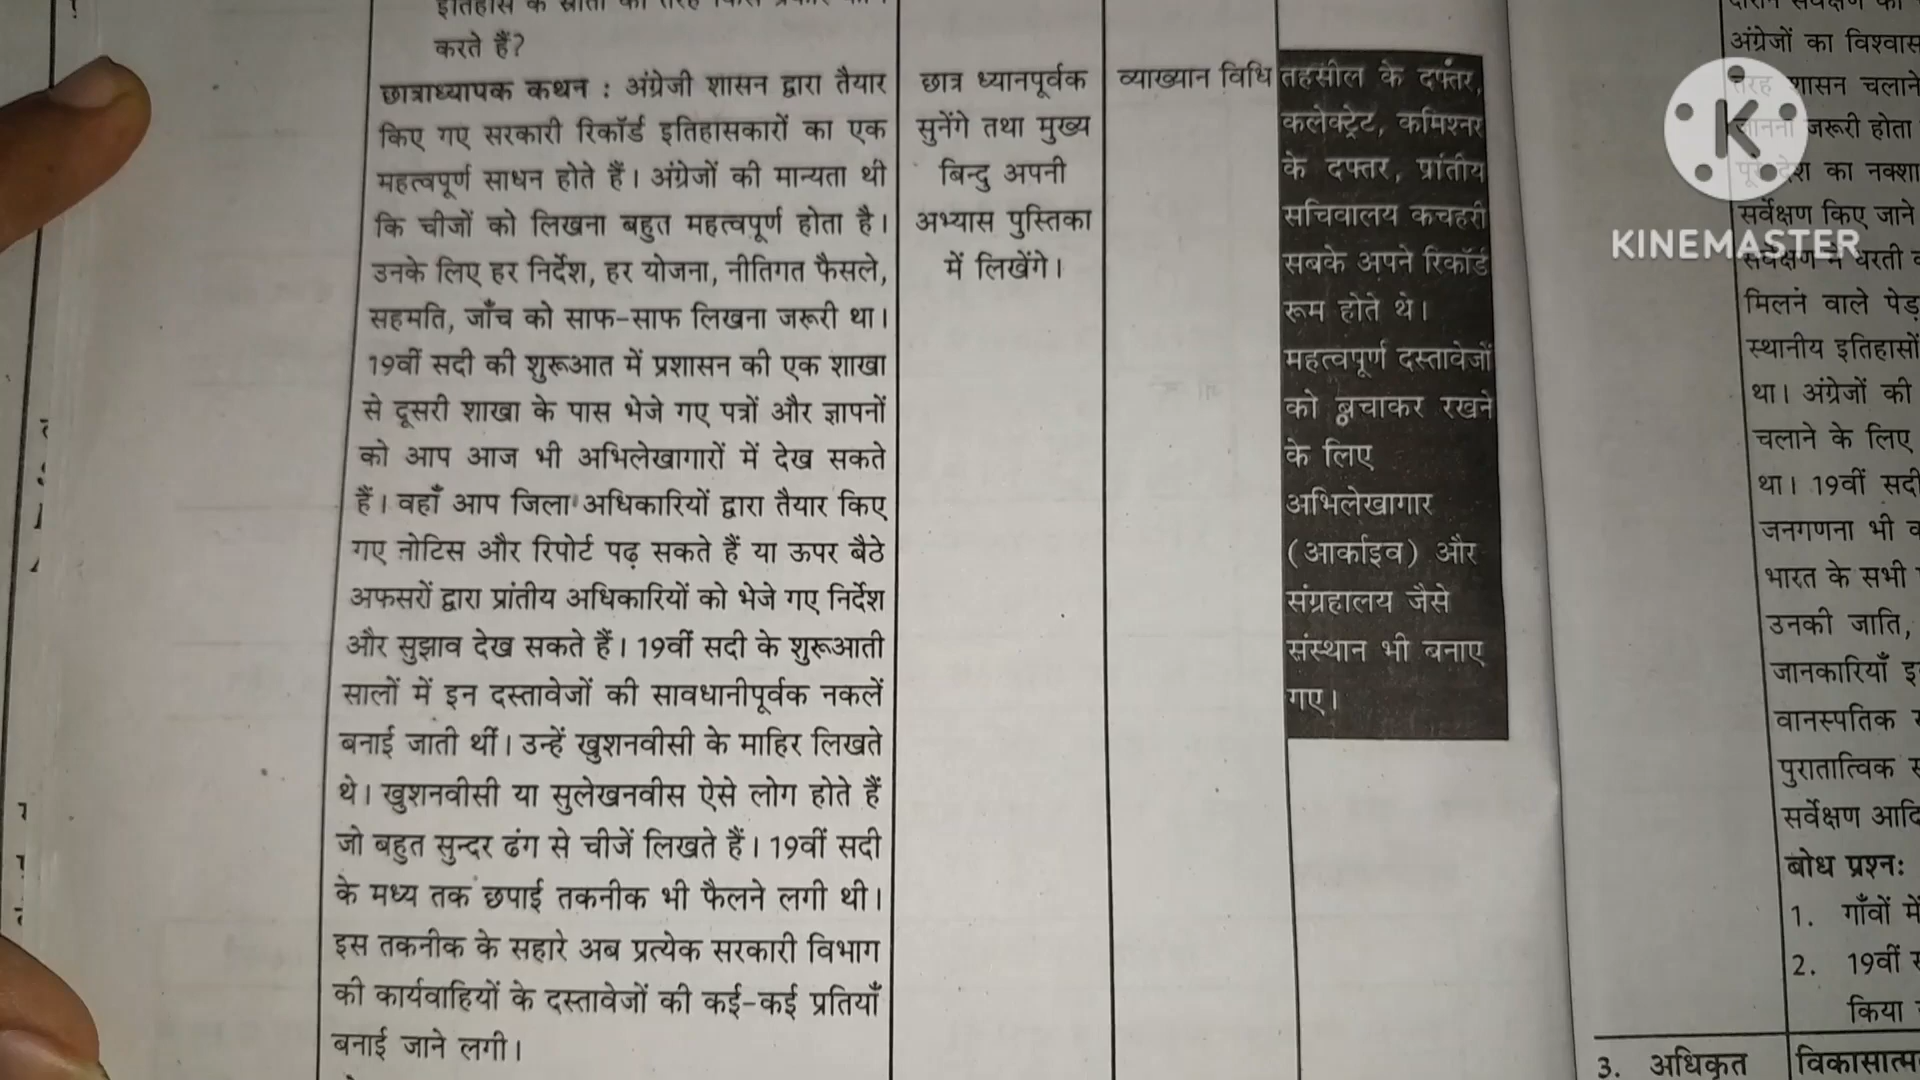 करते हैं?
छात्राध्यापक कथन : अंग्रेजी शासन द्वारा तैयार
किए गए सरकारी रिकॉर्ड इतिहासकारों का एक
महत्वपूर्ण साधन होते हैं। अंग्रेजों की मान्यता थी
कि चीजों को लिखना बहुत महत्वपूर्ण होता है।
उनके लिए हर निर्देश, हर योजना, नीतिगत फैसले,
सहमति, जाँच को साफ-साफ लिखना जरूरी था।
19वीं सदी की शुरूआत में प्रशासन की एक शाखा
से दूसरी शाखा के पास भेजे गए पत्रों और ज्ञापनों
को आप आज भी अभिलेखागारों में देख सकते
हैं। वहाँ आप जिला अधिकारियों द्वारा तैयार किए
गए नोटिस और रिपोर्ट पढ़ सकते हैं या ऊपर बैठे
अफसरों द्वारा प्रांतीय अधिकारियों को भेजे गए निर्देश
और सुझाव देख सकते हैं। 19वीं सदी के शुरूआती
सालों में इन दस्तावेजों की सावधानीपूर्वक नकलें
बनाई जाती थीं। उन्हें खुशनवीसी के माहिर लिखते
थे। खुशनवीसी या सुलेखनवीस ऐसे लोग होते हैं
जो बहुत सुन्दर ढंग से चीजें लिखते हैं। 19वीं सदी
के मध्य तक छपाई तकनीक भी फैलने लगी थी।
इस तकनीक के सहारे अब प्रत्येक सरकारी विभाग
की कार्यवाहियों के दस्तावेजों की कई-कई प्रतियाँ
बनाई जाने लगी।
छात्र ध्यानपूर्वक
सुनेंगे तथा मुख्य
बिन्दु अपनी
अभ्यास पुस्तिका
में लिखेंगे।
व्याख्यान विधि
तहसील के दफ्तर,
कलेक्ट्रेट, कमिश्नर
के दफ्तर, प्रांतीय
सचिवालय कचहरी
सबके अपने रिकॉर्ड
रूम होते थे।
महत्वपूर्ण दस्तावेजों
को बचाकर रखने
के लिए
अभिलेखागार
(आर्काइव) और
संग्रहालय जैसे
संस्थान भी बनाए
गए।
अंग्रेजों का विश्वास
शासन चलाने
जरूरी होता
देश का नक्शा
सर्वेक्षण किए जाने
सर्वेक्षण में धरती
मिलने वाले पेड़
स्थानीय इतिहासों
था। अंग्रेजों की
चलाने के लिए
था। 19वीं सदी
जनगणना भी
भारत के सभी
उनकी जाति,
जानकारियाँ
वानस्पतिक
पुरातात्विक
सर्वेक्षण आदि
बोध प्रश्न:
1. गाँवों में
2. 19वीं
किया
3. अधिकृत
K
KINEMASTER